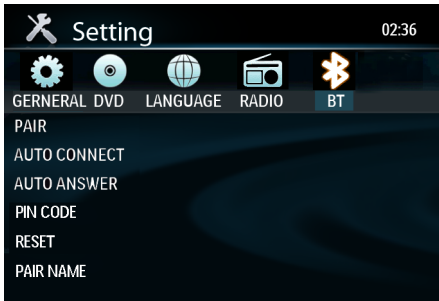 Setting 02:36
GERNERAL DVD LANGUAGE RADIO BT
PAIR
AUTO CONNECT
AUTO ANSWER
PIN CODE
RESET
PAIR NAME